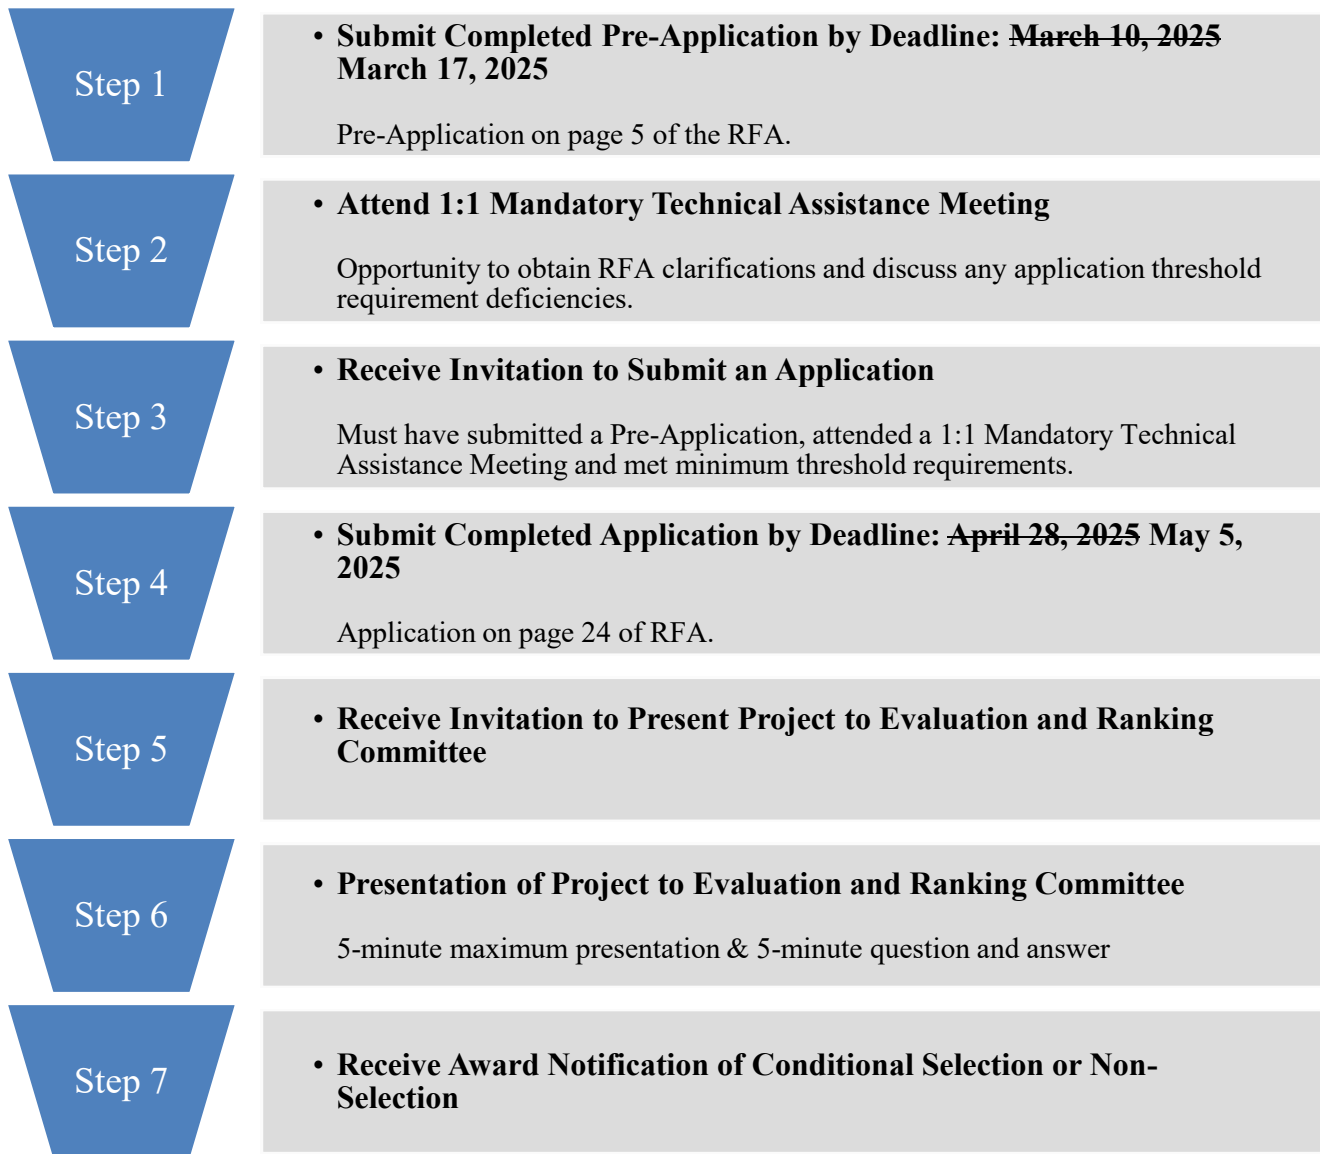 Step 1
• Submit Completed Pre-Application by Deadline: March 10, 2025
March 17, 2025
Pre-Application on page 5 of the RFA.
Step 2
• Attend 1:1 Mandatory Technical Assistance Meeting
Opportunity to obtain RFA clarifications and discuss any application threshold
requirement deficiencies.
Step 3
• Receive Invitation to Submit an Application
Must have submitted a Pre-Application, attended a 1:1 Mandatory Technical
Assistance Meeting and met minimum threshold requirements.
Step 4
• Submit Completed Application by Deadline: April 28, 2025 May 5,
2025
Application on page 24 of RFA.
Step 5
• Receive Invitation to Present Project to Evaluation and Ranking
Committee
Step 6
• Presentation of Project to Evaluation and Ranking Committee
5-minute maximum presentation & 5-minute question and answer
Step 7
• Receive Award Notification of Conditional Selection or Non-
Selection